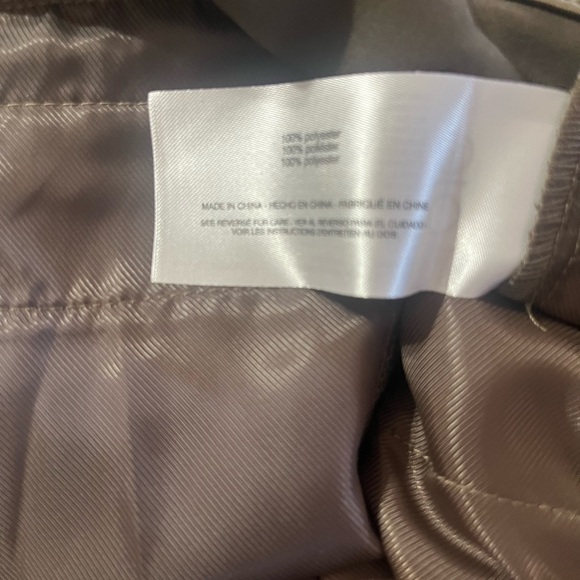 100% polyester
100% poliéster
100% polyester
MADE IN CHINA - HECHO EN CHINA - FABRIQUÉ EN CHINE
SEE REVERSE FOR CARE - VER AL REVERSO PARA EL CUIDADO
VOIR LES INSTRUCTIONS D'ENTRETIEN AU DOS